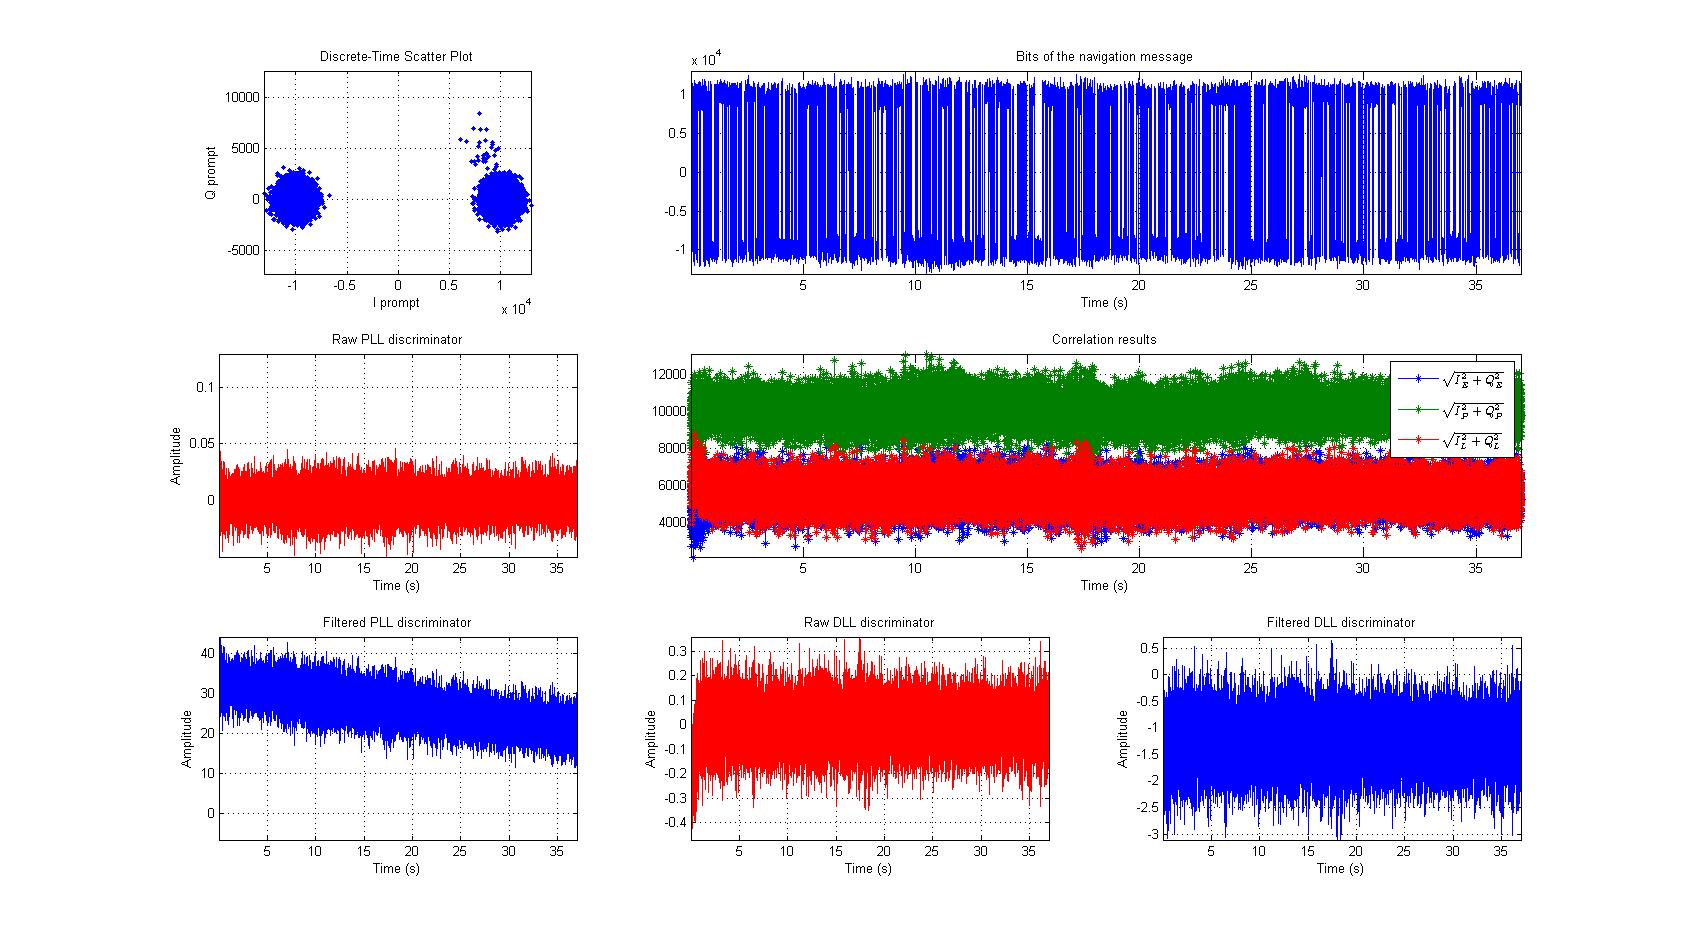 Discrete-Time Scatter Plot
10000
5000
0
-5000
Q prompt
-1 -0.5 0 0.5 1
I prompt
x 10^4
Bits of the navigation message
x 10^4
1
0.5
0
-0.5
-1
5 10 15 20 25 30 35
Time (s)
Raw PLL discriminator
0.1
0.05
0
Amplitude
5 10 15 20 25 30 35
Time (s)
Correlation results
12000
10000
8000
6000
4000
√(I_E^2 + Q_E^2)
√(I_P^2 + Q_P^2)
√(I_L^2 + Q_L^2)
5 10 15 20 25 30 35
Time (s)
Filtered PLL discriminator
40
30
20
10
0
Amplitude
5 10 15 20 25 30 35
Time (s)
Raw DLL discriminator
0.3
0.2
0.1
0
-0.1
-0.2
-0.3
-0.4
Amplitude
5 10 15 20 25 30 35
Time (s)
Filtered DLL discriminator
0.5
0
-0.5
-1
-1.5
-2
-2.5
-3
Amplitude
5 10 15 20 25 30 35
Time (s)